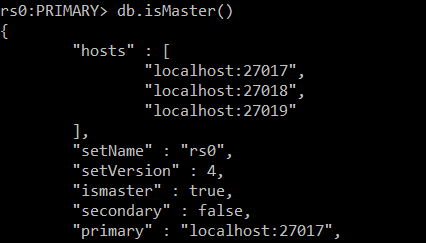 rs0:PRIMARY> db.isMaster()
{
"hosts" : [
"localhost:27017",
"localhost:27018",
"localhost:27019"
],
"setName" : "rs0",
"setVersion" : 4,
"ismaster" : true,
"secondary" : false,
"primary" : "localhost:27017",